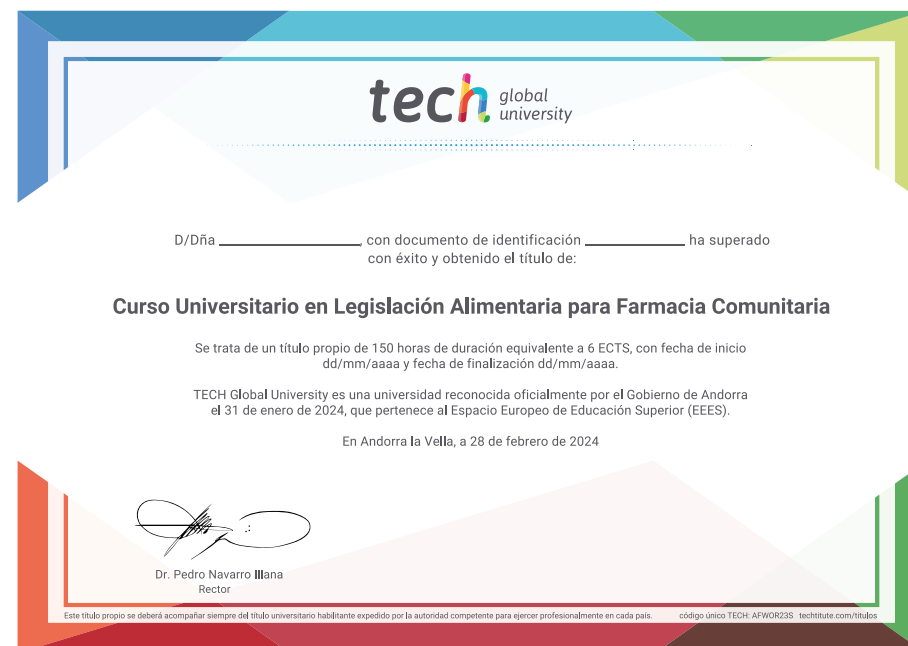 tech global university
D/Dña ______________, con documento de identificación __________ ha superado
con éxito y obtenido el título de:
Curso Universitario en Legislación Alimentaria para Farmacia Comunitaria
Se trata de un título propio de 150 horas de duración equivalente a 6 ECTS, con fecha de inicio
dd/mm/aaaa y fecha de finalización dd/mm/aaaa.
TECH Global University es una universidad reconocida oficialmente por el Gobierno de Andorra
el 31 de enero de 2024, que pertenece al Espacio Europeo de Educación Superior (EEES).
En Andorra la Vella, a 28 de febrero de 2024
Dr. Pedro Navarro Illana
Rector
Este título propio se deberá acompañar siempre del título universitario habilitante expedido por la autoridad competente para ejercer profesionalmente en cada país. código único TECH: AFWOR23S techtitute.com/titulos